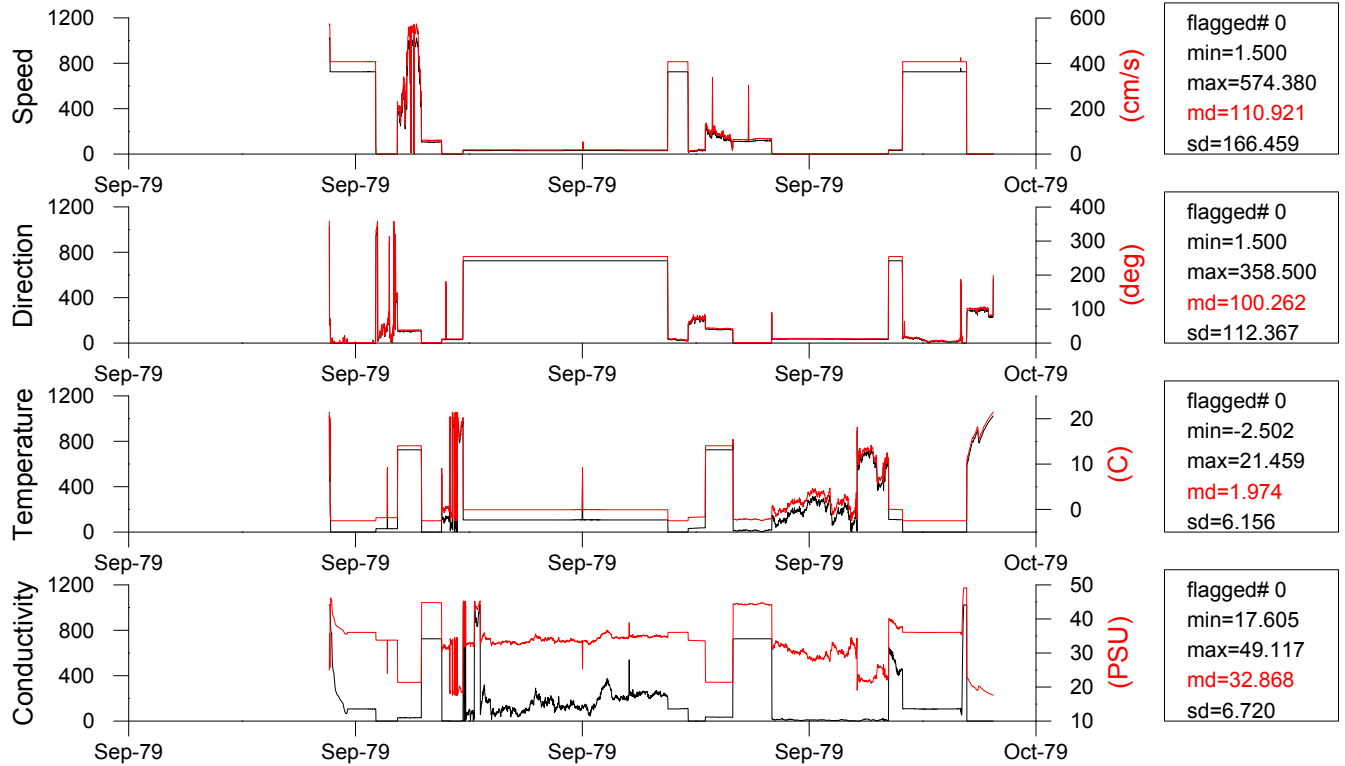 1200 600
800 400
400 200
0 0
Speed (cm/s)
Sep-79 Sep-79 Sep-79 Sep-79 Oct-79
flagged# 0
min=1.500
max=574.380
md=110.921
sd=166.459
1200 400
300
800 200
400 100
0 0
Direction (deg)
Sep-79 Sep-79 Sep-79 Sep-79 Oct-79
flagged# 0
min=1.500
max=358.500
md=100.262
sd=112.367
1200
800 20
400 10
0 0
Temperature (C)
Sep-79 Sep-79 Sep-79 Sep-79 Oct-79
flagged# 0
min=-2.502
max=21.459
md=1.974
sd=6.156
1200 50
800 40
30
400 20
0 10
Conductivity (PSU)
Sep-79 Sep-79 Sep-79 Sep-79 Oct-79
flagged# 0
min=17.605
max=49.117
md=32.868
sd=6.720